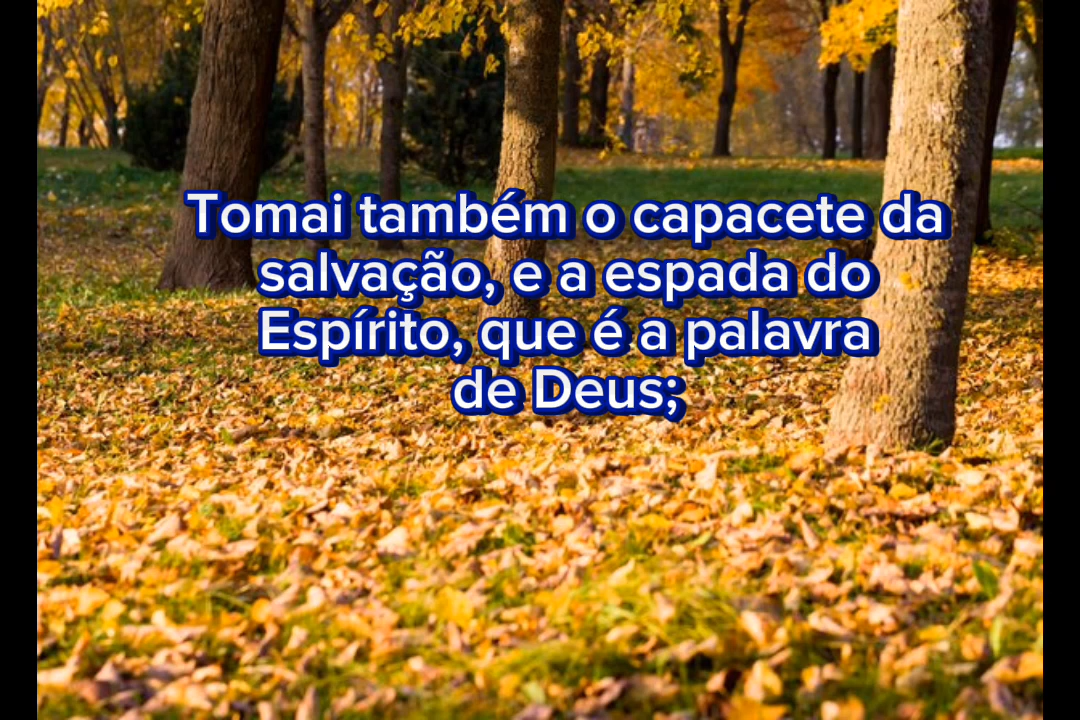 Tomai também o capacete da
salvação, e a espada do
Espírito, que é a palavra
de Deus;